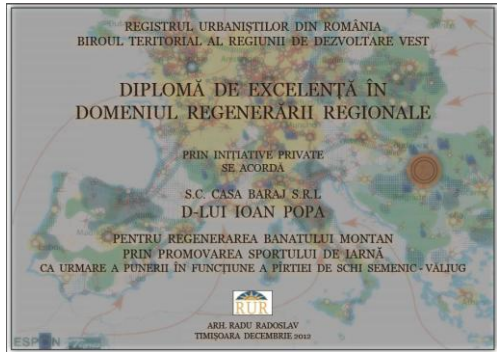 REGISTRUL URBANIȘTILOR DIN ROMÂNIA
BIROUL TERITORIAL AL REGIUNII DE DEZVOLTARE VEST
DIPLOMĂ DE EXCELENȚĂ ÎN
DOMENIUL REGENERĂRII REGIONALE
PRIN INIȚIATIVE PRIVATE
SE ACORDĂ
S.C. CASA BARAJ S.R.L
D-LUI IOAN POPA
PENTRU REGENERAREA BANATULUI MONTAN
PRIN PROMOVAREA SPORTULUI DE IARNĂ
CA URMARE A PUNERII ÎN FUNCȚIUNE A PÎRTIEI DE SCHI SEMENIC - VĂLIUG
RUR
ARH. RADU RADOSLAV
TIMIȘOARA DECEMBRIE 2012